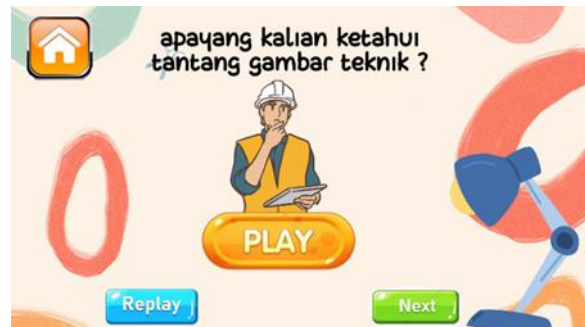 apayang kalian ketahui
tantang gambar teknik ?
PLAY
Replay
Next